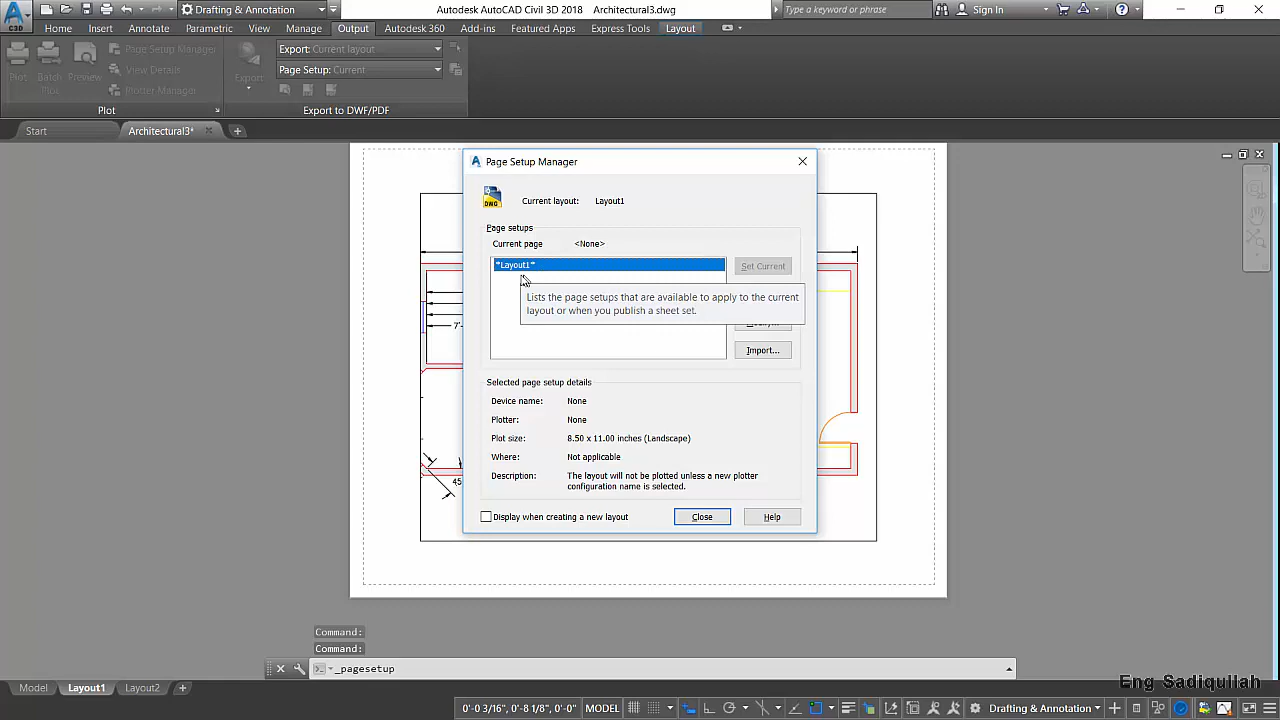 Drafting & Annotation
Autodesk AutoCAD Civil 3D 2018 Architectural3.dwg
Type a keyword or phrase
Sign In
C3D
Home Insert Annotate Parametric View Manage Output Autodesk 360 Add-ins Featured Apps Express Tools Layout
Plot
Batch Plot
Preview
Page Setup Manager
View Details
Plotter Manager
Export
Export: Current layout
Page Setup: Current
Plot
Export to DWF/PDF
Start
Architectural3*
Page Setup Manager
DWG
Current layout: Layout1
Page setups
Current page <None>
*Layout1*
Set Current
Lists the page setups that are available to apply to the current
layout or when you publish a sheet set.
Import...
Selected page setup details
Device name: None
Plotter: None
Plot size: 8.50 x 11.00 inches (Landscape)
Where: Not applicable
Description: The layout will not be plotted unless a new plotter
configuration name is selected.
Display when creating a new layout
Close
Help
7'-
45
Command:
Command:
_pagesetup
Eng Sadiqullah
Model Layout1 Layout2
0'-0 3/16", 0'-8 1/8", 0'-0" MODEL
Drafting & Annotation